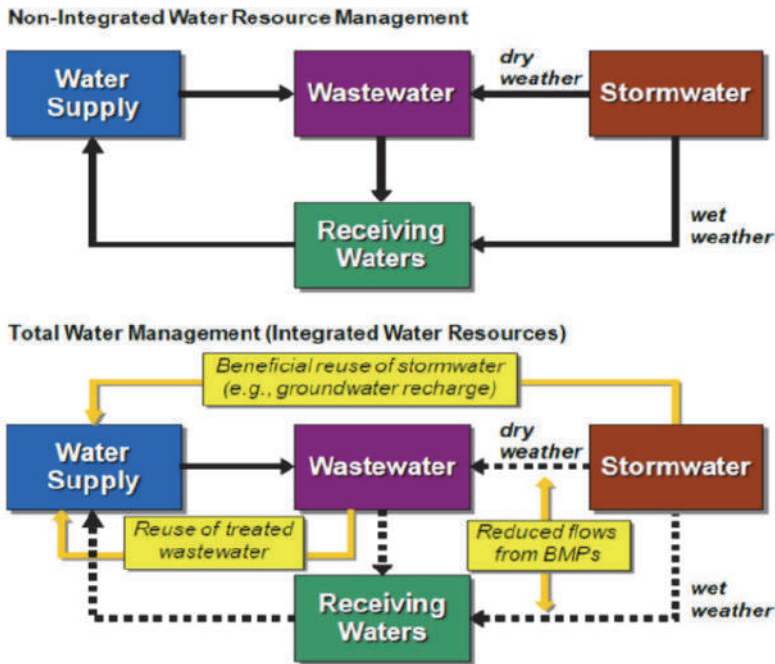 Non-Integrated Water Resource Management
Water
Supply
Wastewater
dry
weather
Stormwater
Receiving
Waters
wet
weather
Total Water Management (Integrated Water Resources)
Beneficial reuse of stormwater
(e.g., groundwater recharge)
Water
Supply
Wastewater
dry
weather
Stormwater
Reuse of treated
wastewater
Reduced flows
from BMPs
Receiving
Waters
wet
weather